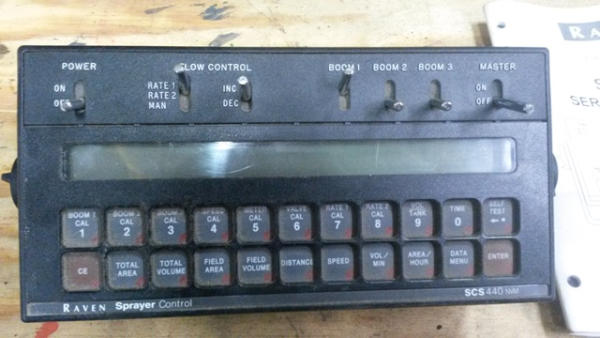 POWER FLOW CONTROL BOOM 1 BOOM 2 BOOM 3 MASTER
ON RATE 1 INC ON
OFF RATE 2 DEC OFF
MAN
BOOM 1 CAL 1
BOOM 2 CAL 2
BOOM 3 CAL 3
SPEED CAL 4
METER CAL 5
VALVE CAL 6
RATE 1 CAL 7
RATE 2 CAL 8
VOL TANK 9
TIME 0
SELF TEST
CE
TOTAL AREA
TOTAL VOLUME
FIELD AREA
FIELD VOLUME
DISTANCE
SPEED
VOL/MIN
AREA/HOUR
DATA MENU
ENTER
RAVEN Sprayer Control
SCS 440 NVM
RA
S
SER